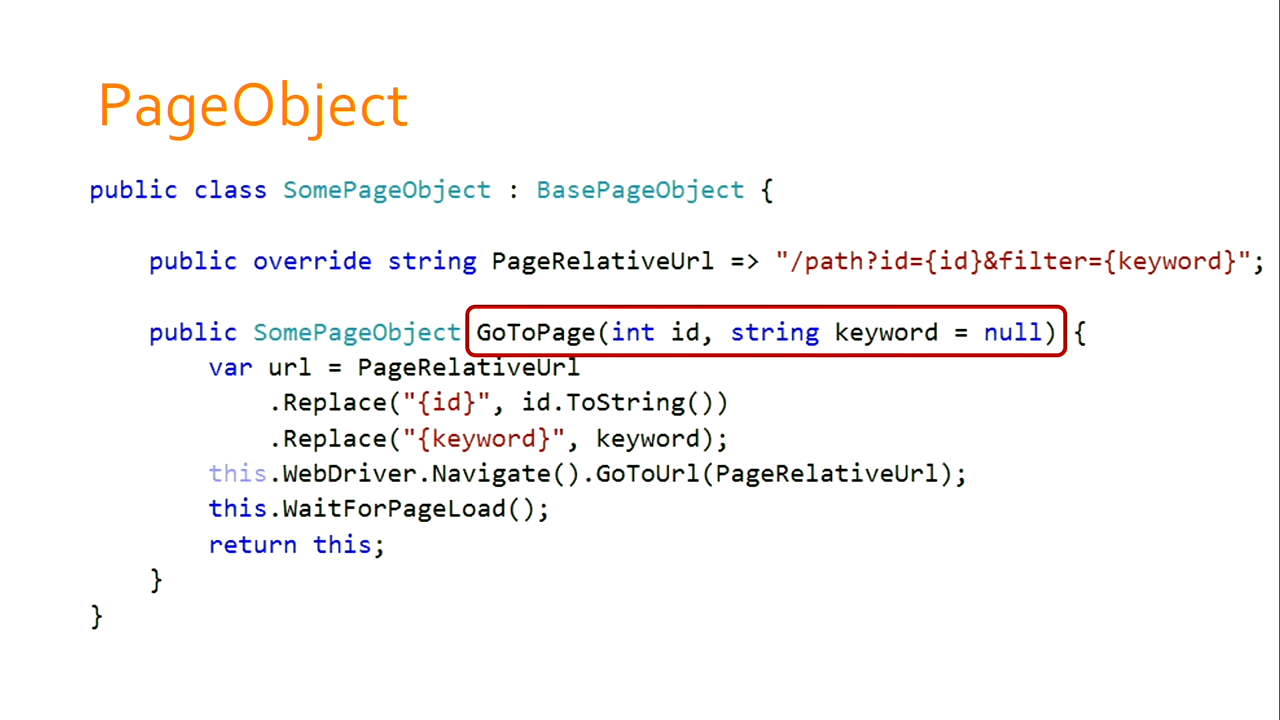 PageObject
public class SomePageObject : BasePageObject {
public override string PageRelativeUrl => "/path?id={id}&filter={keyword}";
public SomePageObject GoToPage(int id, string keyword = null) {
var url = PageRelativeUrl
.Replace("{id}", id.ToString())
.Replace("{keyword}", keyword);
this.WebDriver.Navigate().GoToUrl(PageRelativeUrl);
this.WaitForPageLoad();
return this;
}
}